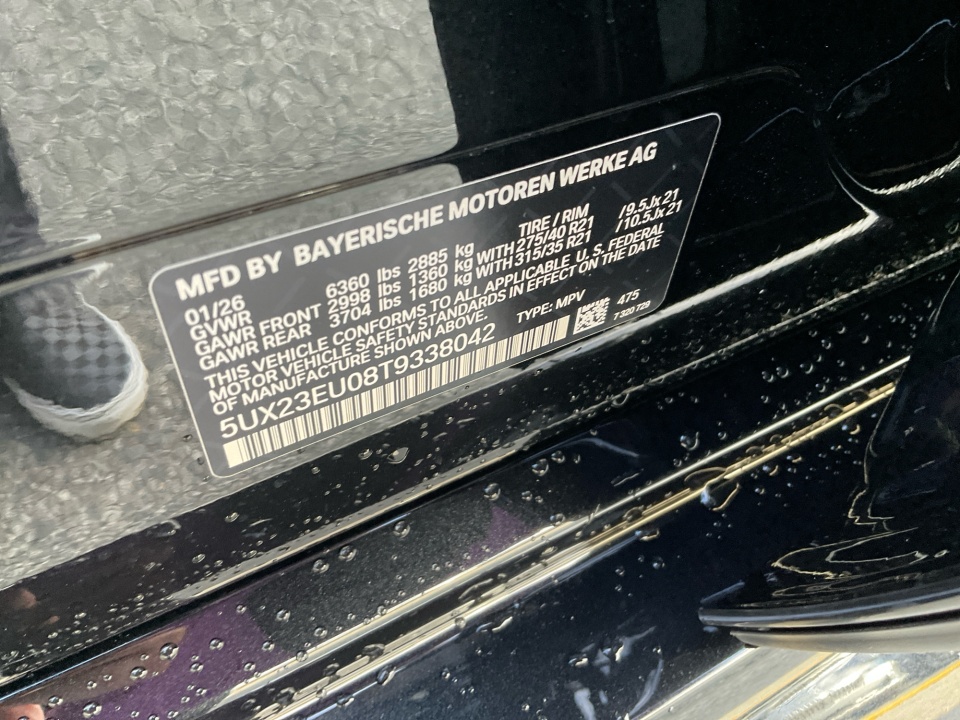 MFD BY BAYERISCHE MOTOREN WERKE AG
01/26 TIRE / RIM
GVWR 6360 lbs 2885 kg WITH 275/40 R21 /9.5Jx21
GAWR FRONT 2998 lbs 1360 kg WITH 315/35 R21 /10.5Jx21
GAWR REAR 3704 lbs 1680 kg
THIS VEHICLE CONFORMS TO ALL APPLICABLE U. S. FEDERAL
MOTOR VEHICLE SAFETY STANDARDS IN EFFECT ON THE DATE
OF MANUFACTURE SHOWN ABOVE.
5UX23EU08T9338042 TYPE: MPV 475
7 320 729